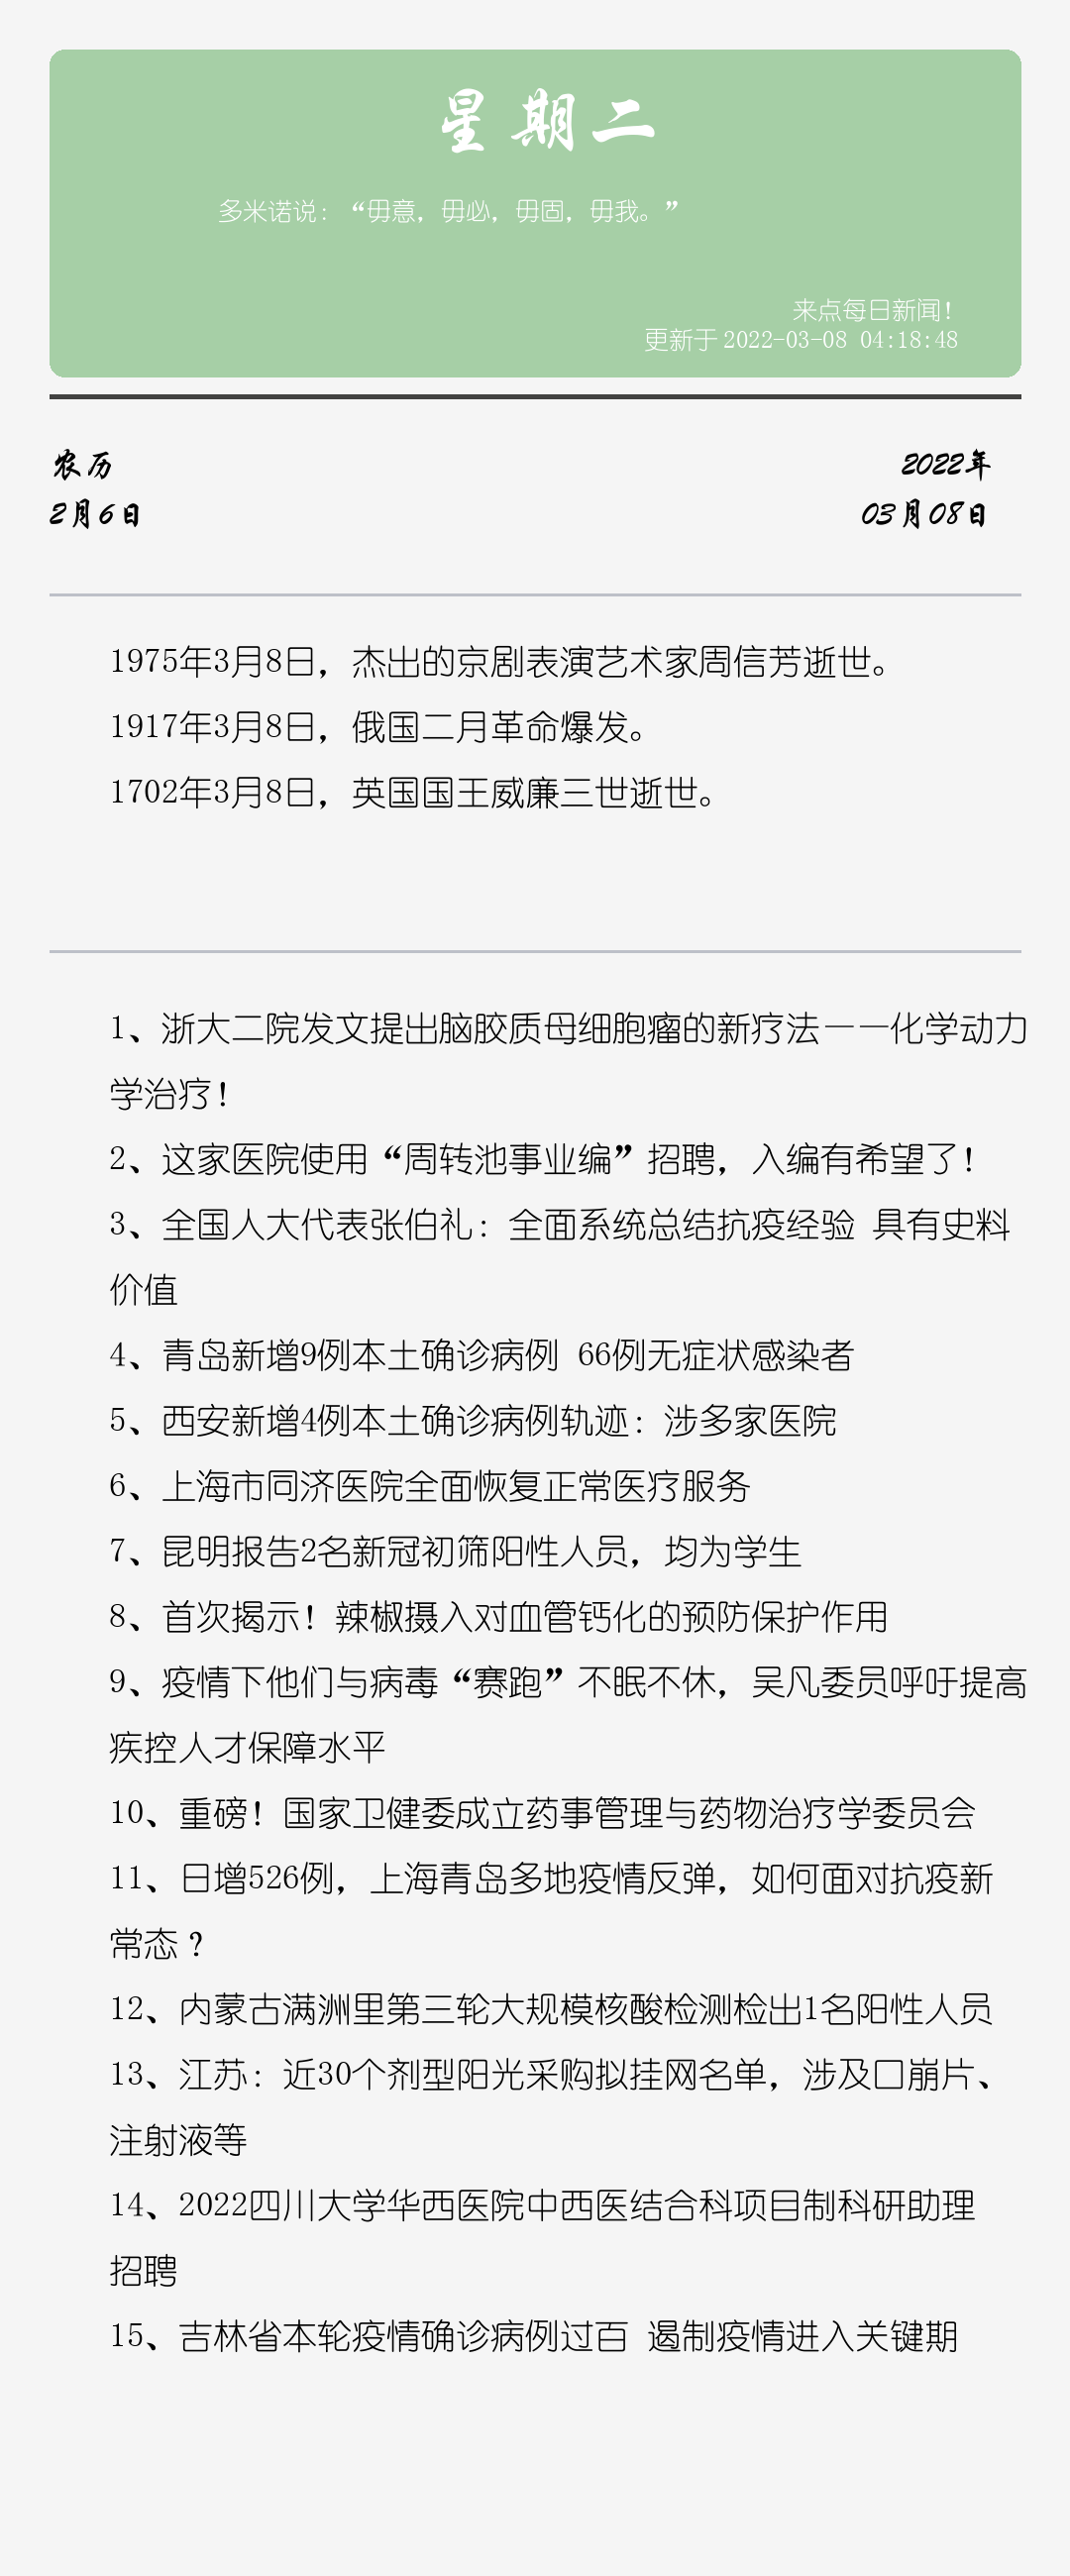 星期二
多米诺说：“毋意，毋必，毋固，毋我。”
来点每日新闻！
更新于 2022-03-08 04:18:48
农历
2022年
2月6日
03月08日
1975年3月8日，杰出的京剧表演艺术家周信芳逝世。
1917年3月8日，俄国二月革命爆发。
1702年3月8日，英国国王威廉三世逝世。
1、浙大二院发文提出脑胶质母细胞瘤的新疗法——化学动力
学治疗！
2、这家医院使用“周转池事业编”招聘，入编有希望了！
3、全国人大代表张伯礼：全面系统总结抗疫经验 具有史料
价值
4、青岛新增9例本土确诊病例 66例无症状感染者
5、西安新增4例本土确诊病例轨迹：涉多家医院
6、上海市同济医院全面恢复正常医疗服务
7、昆明报告2名新冠初筛阳性人员，均为学生
8、首次揭示！辣椒摄入对血管钙化的预防保护作用
9、疫情下他们与病毒“赛跑”不眠不休，吴凡委员呼吁提高
疾控人才保障水平
10、重磅！国家卫健委成立药事管理与药物治疗学委员会
11、日增526例，上海青岛多地疫情反弹，如何面对抗疫新
常态？
12、内蒙古满洲里第三轮大规模核酸检测检出1名阳性人员
13、江苏：近30个剂型阳光采购拟挂网名单，涉及口崩片、
注射液等
14、2022四川大学华西医院中西医结合科项目制科研助理
招聘
15、吉林省本轮疫情确诊病例过百 遏制疫情进入关键期